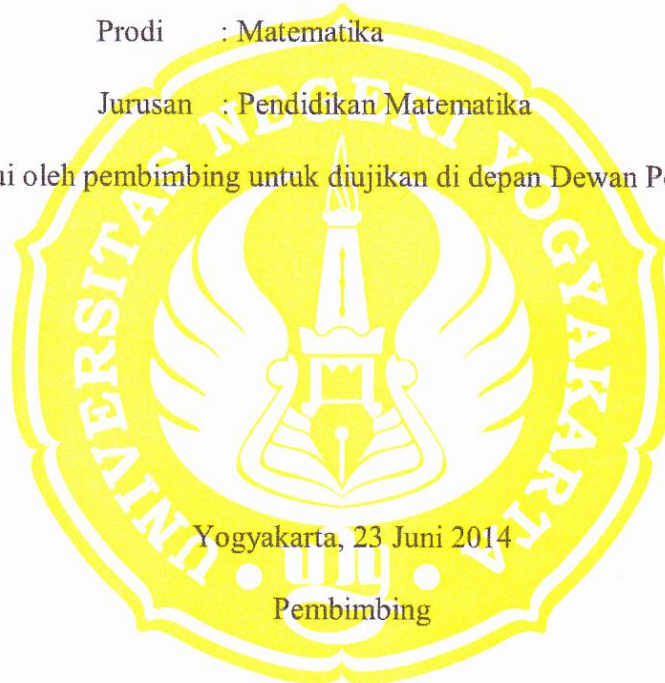 Prodi : Matematika
Jurusan : Pendidikan Matematika
oleh pembimbing untuk diujikan di depan Dewan
UNIVERSITAS NEGERI YOGYAKARTA
Yogyakarta, 23 Juni 2014
uny
Pembimbing